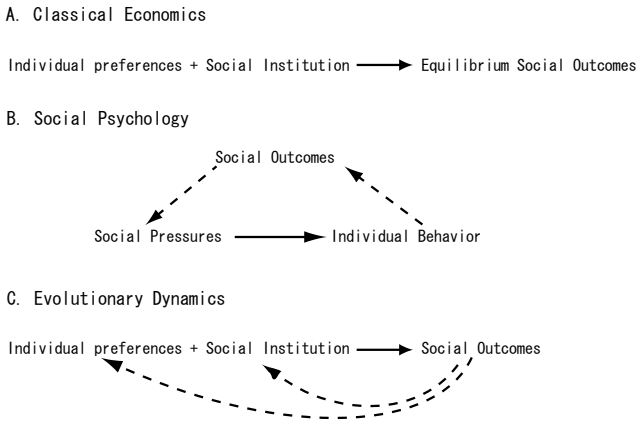 A. Classical Economics
Individual preferences + Social Institution Equilibrium Social Outcomes
B. Social Psychology
Social Outcomes
Social Pressures Individual Behavior
C. Evolutionary Dynamics
Individual preferences + Social Institution Social Outcomes